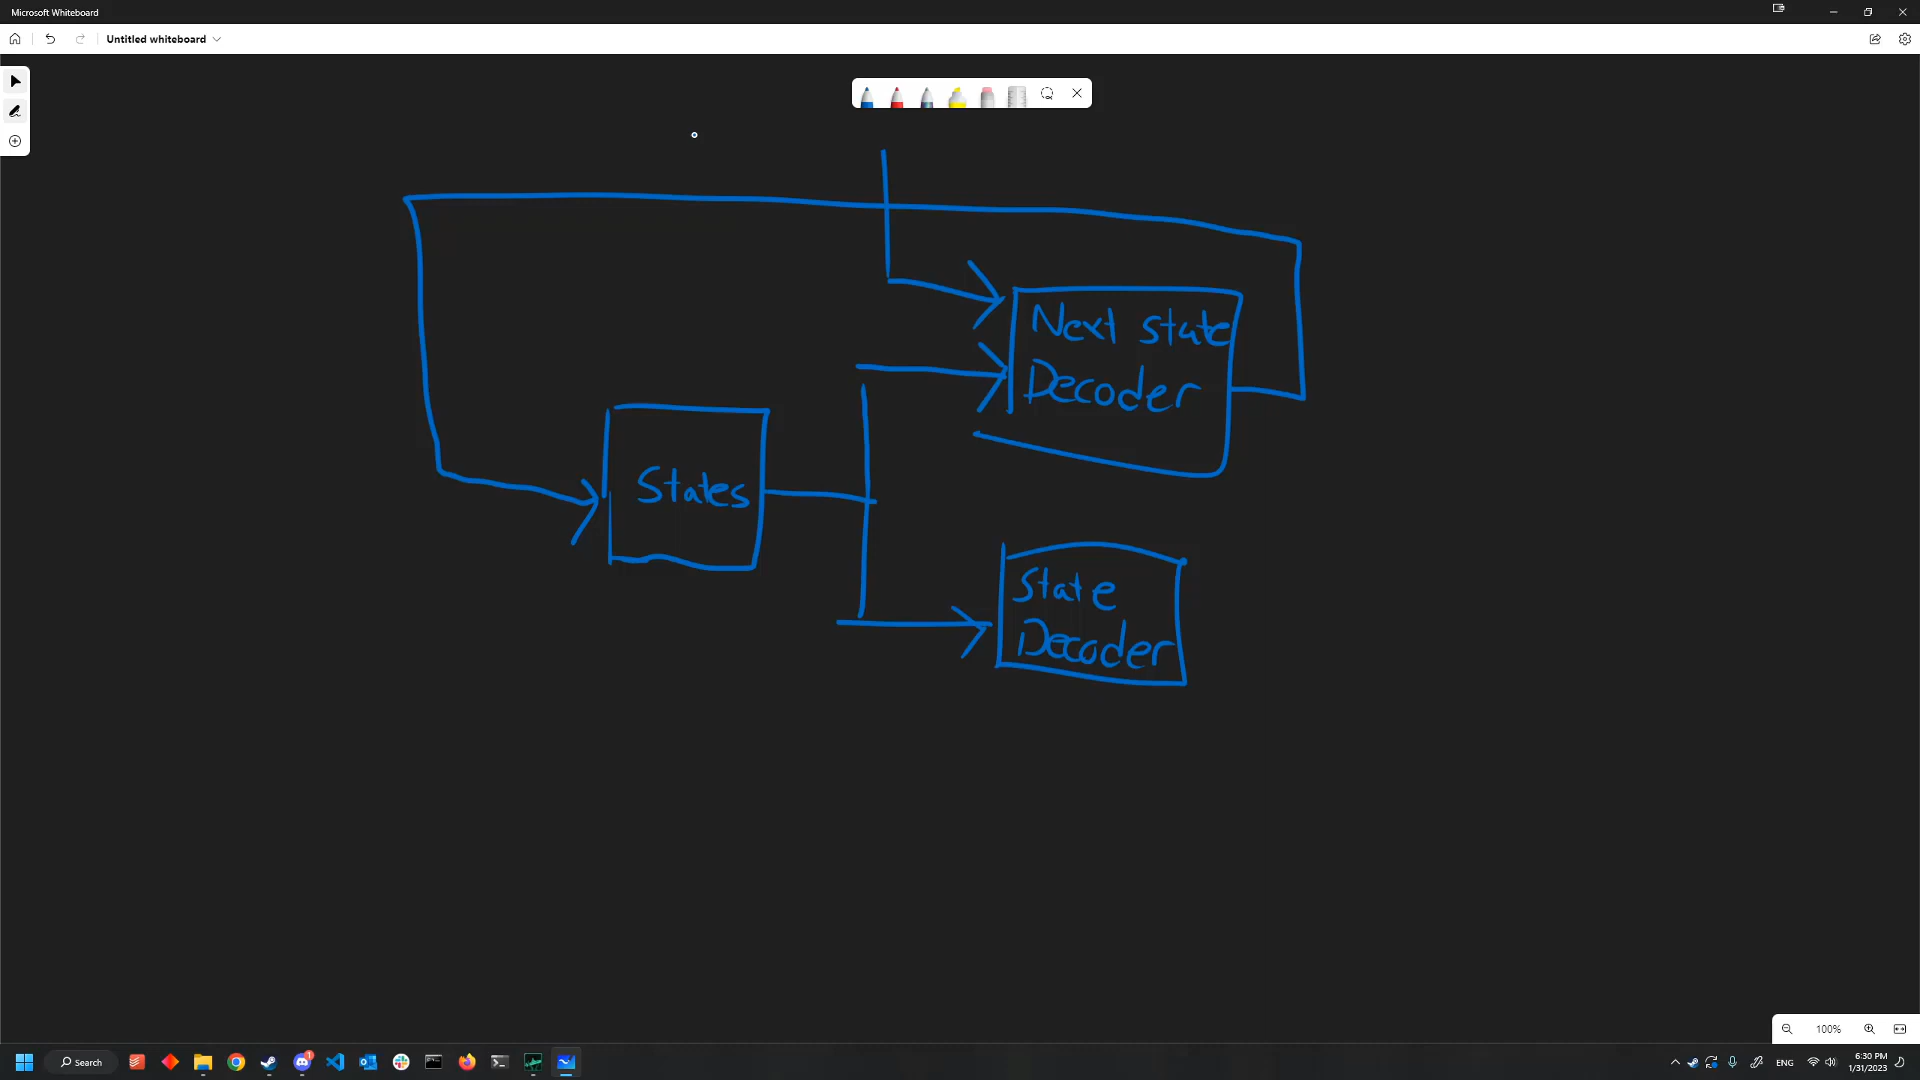 Microsoft Whiteboard
Untitled whiteboard
Next state
Decoder
States
State
Decoder
100%
Search
1
ENG
6:30 PM
1/31/2023